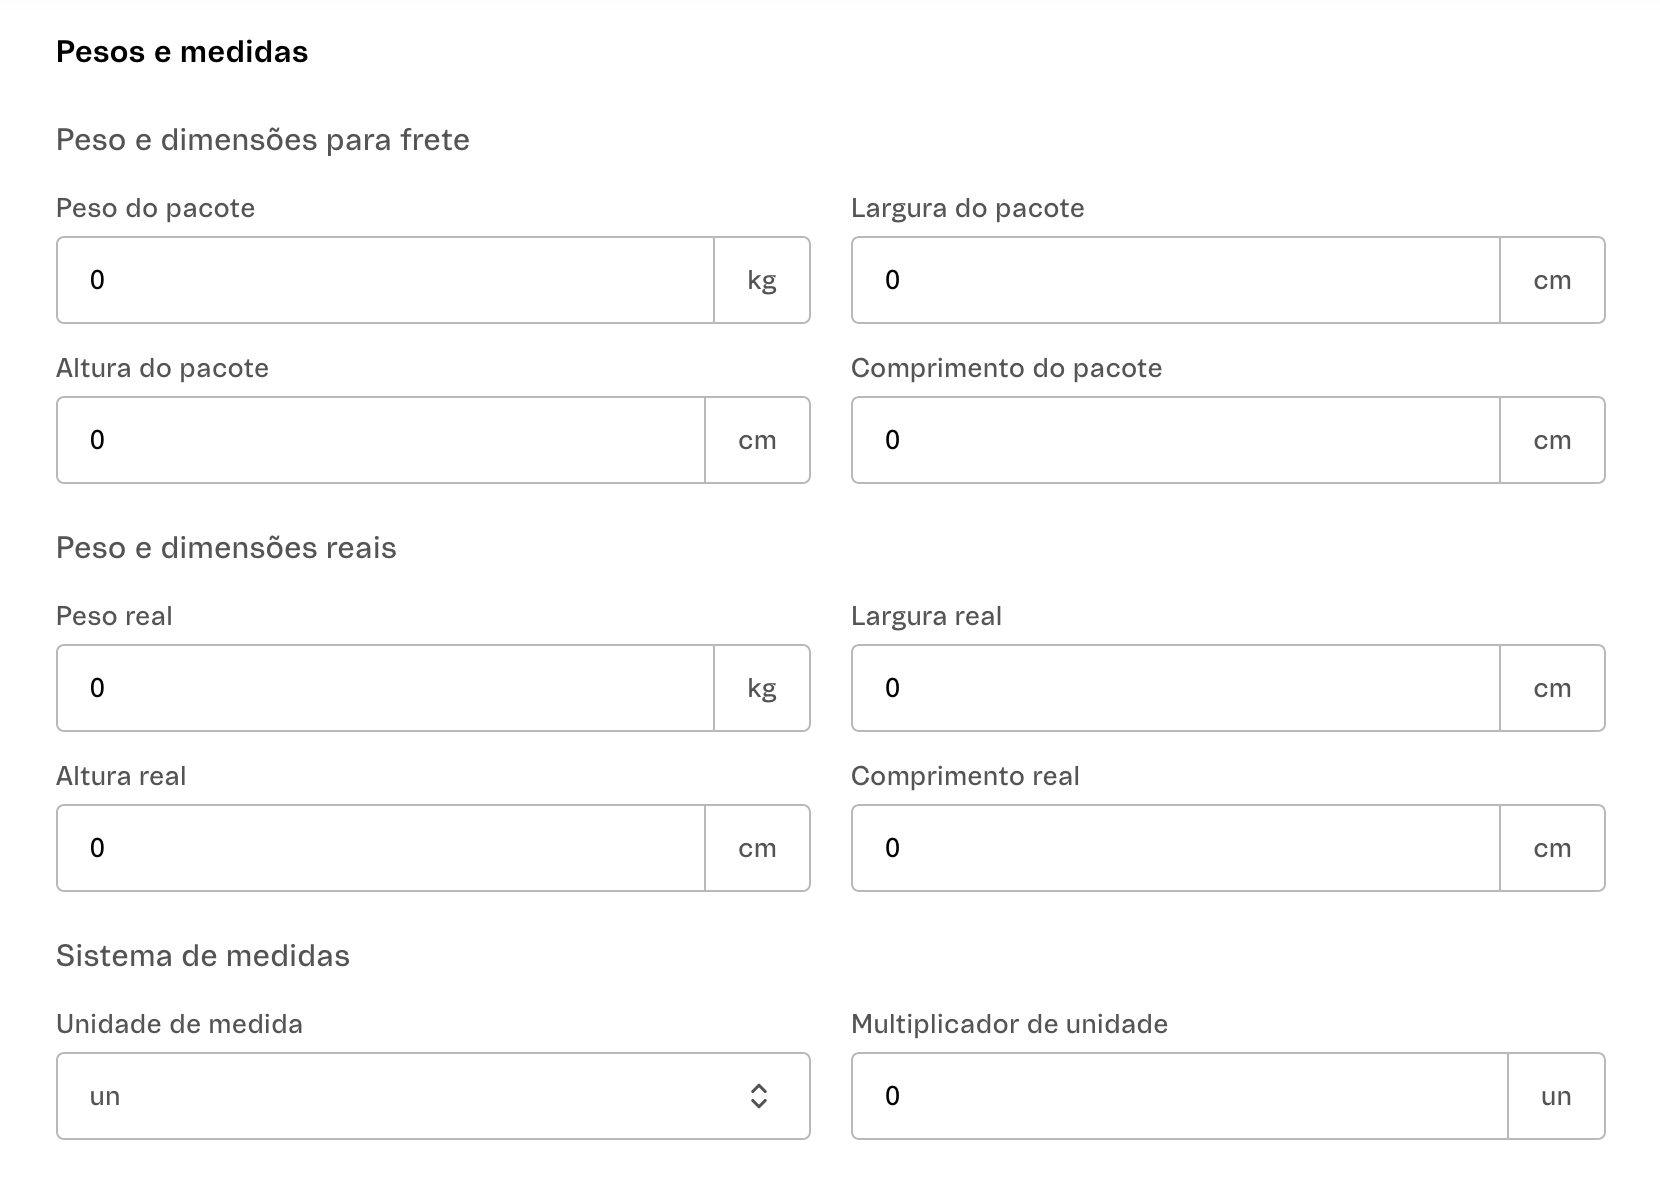 Pesos e medidas
Peso e dimensões para frete
Peso do pacote
Largura do pacote
0 kg
0 cm
Altura do pacote
Comprimento do pacote
0 cm
0 cm
Peso e dimensões reais
Peso real
Largura real
0 kg
0 cm
Altura real
Comprimento real
0 cm
0 cm
Sistema de medidas
Unidade de medida
Multiplicador de unidade
un
0 un